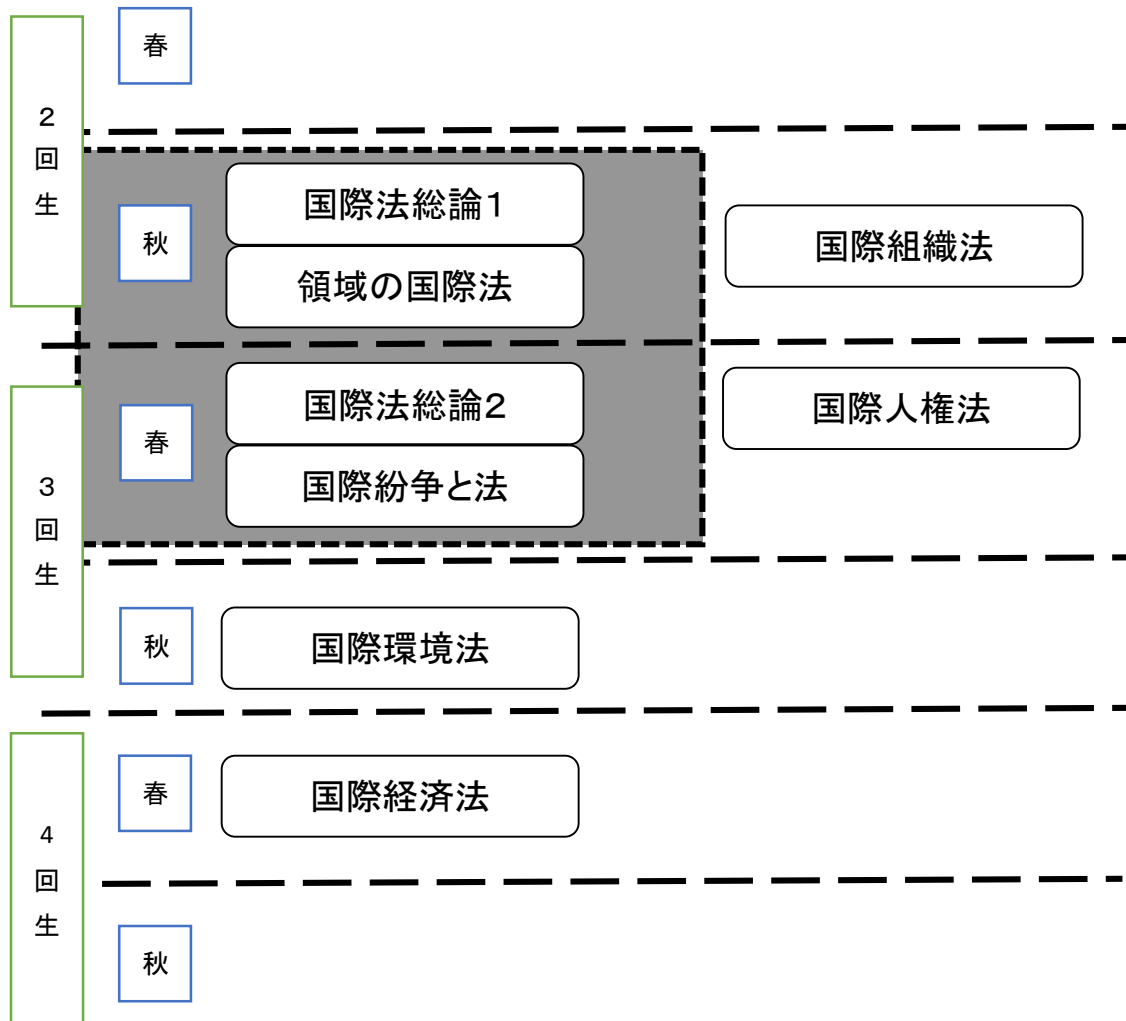 2回生
春
秋
国際法総論1
領域の国際法
国際組織法
3回生
春
国際法総論2
国際紛争と法
国際人権法
秋
国際環境法
4回生
春
国際経済法
秋